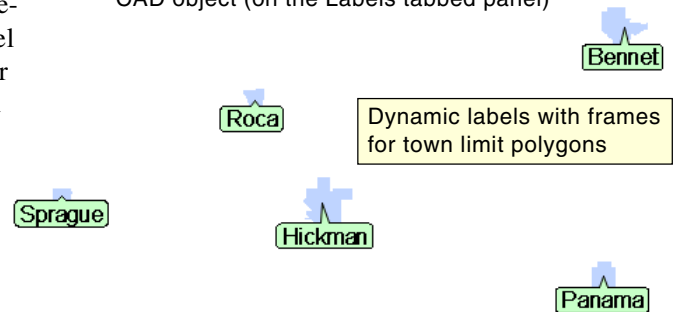 CAD object (on the Labels tabbed panel)
e-
el
r
Bennet
Roca
Dynamic labels with frames
for town limit polygons
Sprague
Hickman
Panama